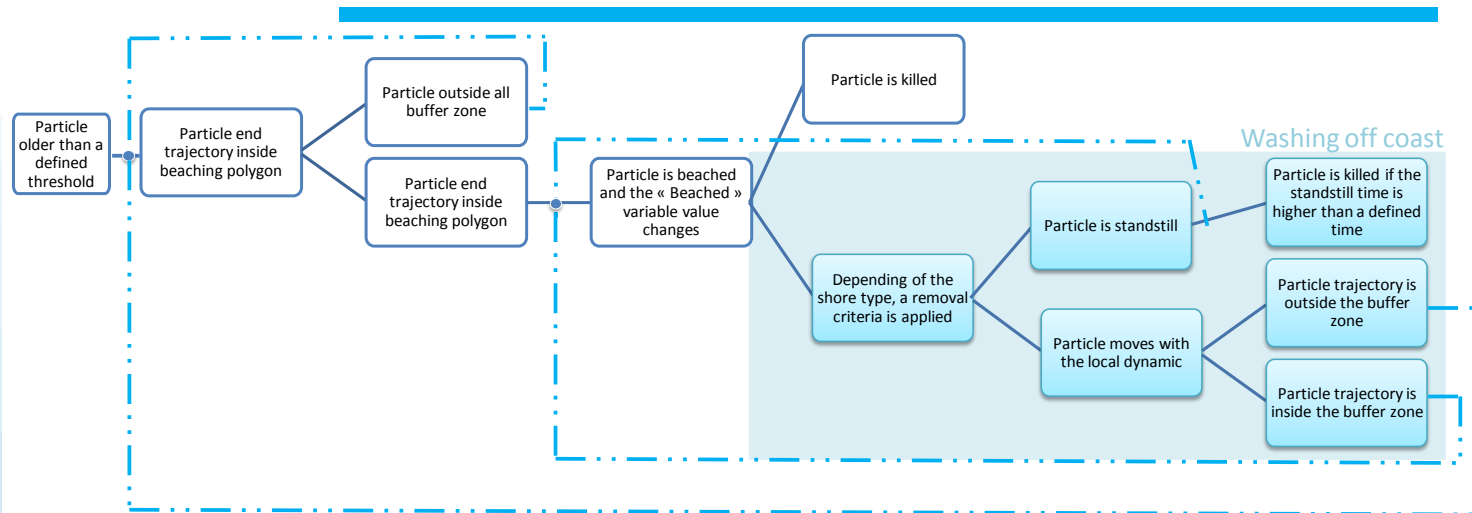 Particle
older than a
defined
threshold
Particle end
trajectory inside
beaching polygon
Particle outside all
buffer zone
Particle end
trajectory inside
beaching polygon
Particle is beached
and the « Beached »
variable value
changes
Particle is killed
Washing off coast
Depending of the
shore type, a removal
criteria is applied
Particle is standstill
Particle moves with
the local dynamic
Particle is killed if the
standstill time is
higher than a defined
time
Particle trajectory is
outside the buffer
zone
Particle trajectory is
inside the buffer zone